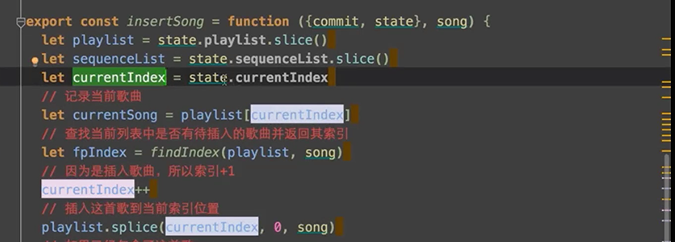 export const insertSong = function ({commit, state}, song) {
let playlist = state.playlist.slice()
let sequenceList = state.sequenceList.slice()
let currentIndex = state.currentIndex
// 记录当前歌曲
let currentSong = playlist[currentIndex]
// 查找当前列表中是否有待插入的歌曲并返回其索引
let fpIndex = findIndex(playlist, song)
// 因为是插入歌曲，所以索引+1
currentIndex++
// 插入这首歌到当前索引位置
playlist.splice(currentIndex, 0, song)